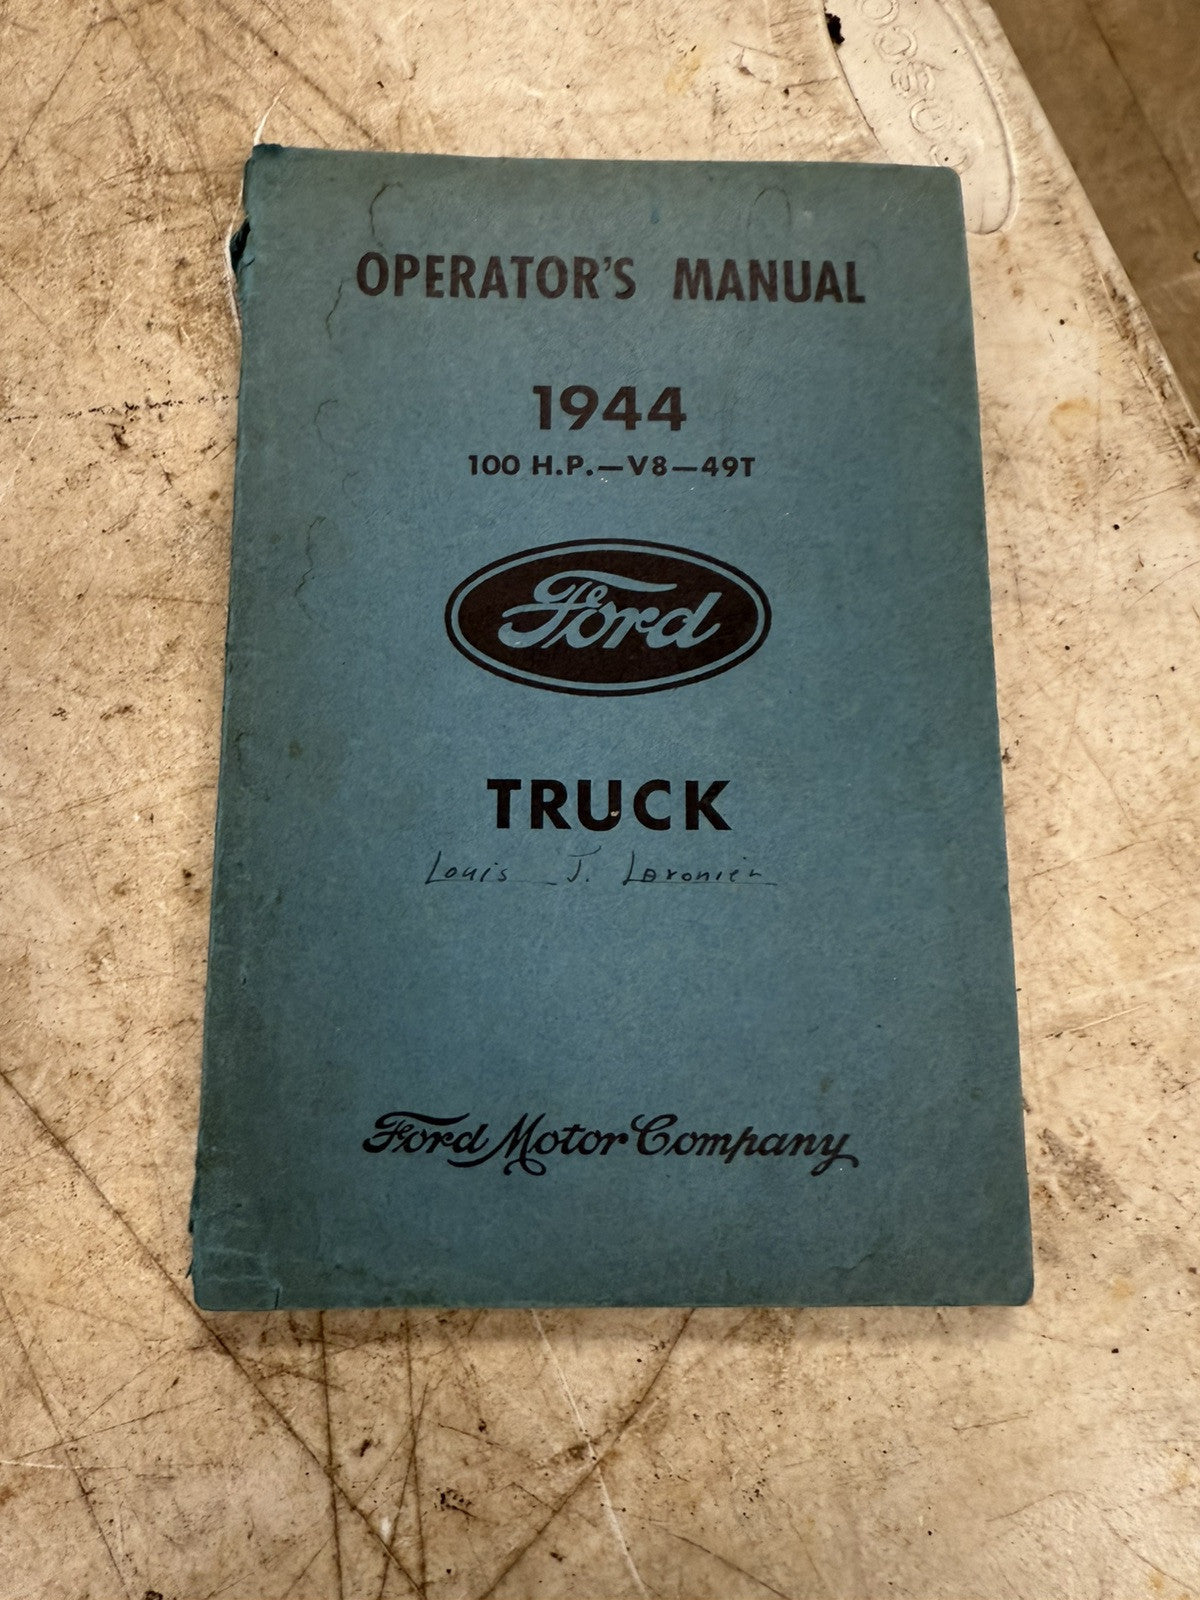 OPERATOR'S MANUAL
1944
100 H.P.—V8—49T
Ford
TRUCK
Louis J.
Ford Motor Company